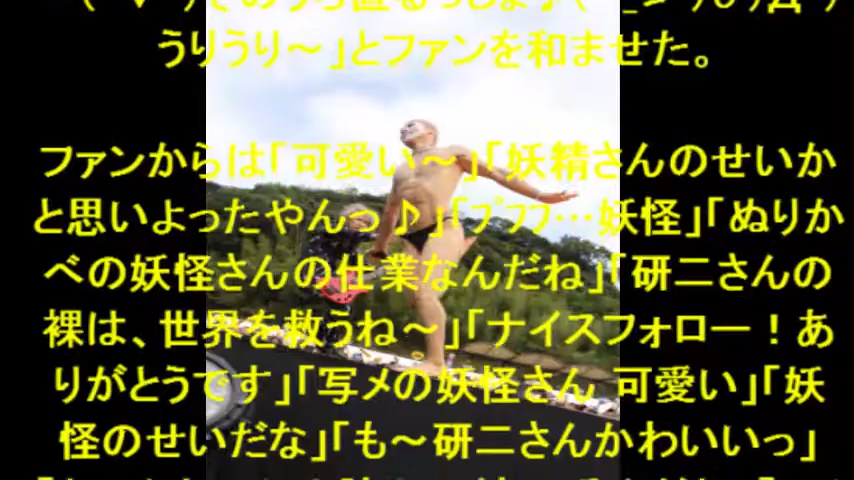 うりうり～」とファンを和ませた。
ファンからは「可愛い～」「妖精さんのせいか
と思いよったやんっ♪」「ﾌﾟﾌﾌ…妖怪」「ぬりか
べの妖怪さんの仕業なんだね」「研二さんの
裸は、世界を救うね～」「ナイスフォロー！あ
りがとうです」「写メの妖怪さん 可愛い」「妖
怪のせいだな」「も～研二さんかわいいっ」